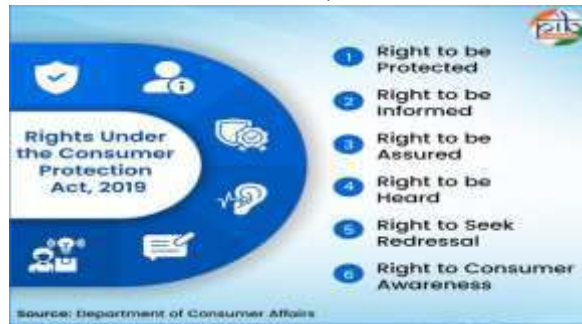 pib
Rights Under
the Consumer
Protection
Act, 2019
1 Right to be
Protected
2 Right to be
Informed
3 Right to be
Assured
4 Right to be
Heard
5 Right to Seek
Redressal
6 Right to Consumer
Awareness
Source: Department of Consumer Affairs